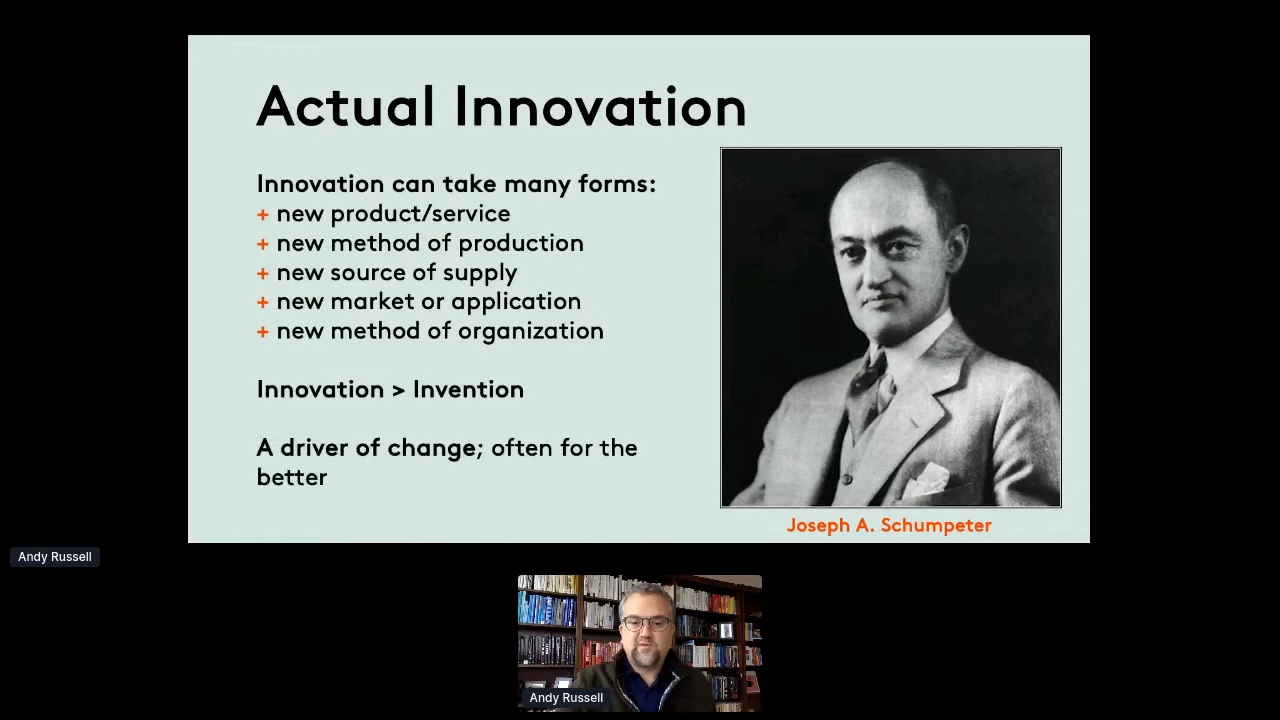 Actual Innovation
Innovation can take many forms:
+ new product/service
+ new method of production
+ new source of supply
+ new market or application
+ new method of organization
Innovation > Invention
A driver of change; often for the
better
Joseph A. Schumpeter
Andy Russell
Andy Russell